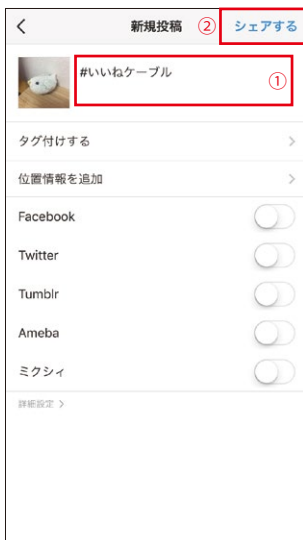 新規投稿 ② シェアする
#いいねケーブル
①
タグ付けする
位置情報を追加
Facebook
Twitter
Tumblr
Ameba
ミクシィ
詳細設定